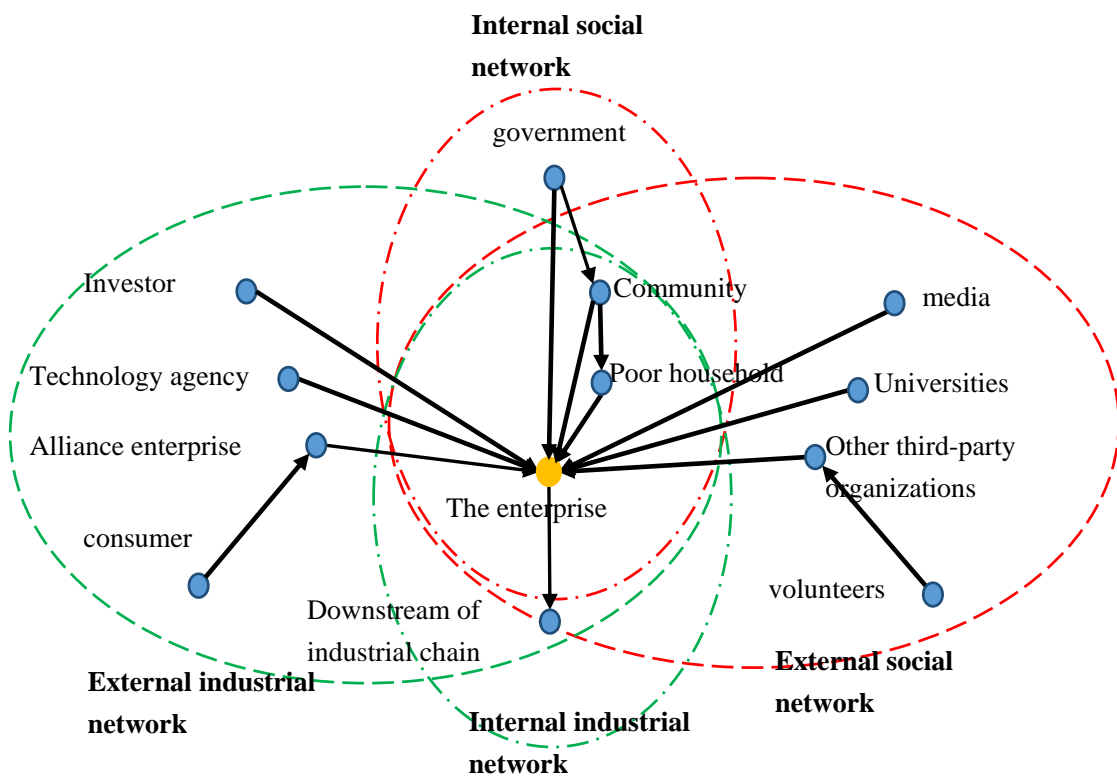 Internal social
network
government
Investor
Community
media
Technology agency
Poor household
Universities
Alliance enterprise
Other third-party
organizations
The enterprise
consumer
volunteers
Downstream of
industrial chain
External industrial
network
External social
network
Internal industrial
network